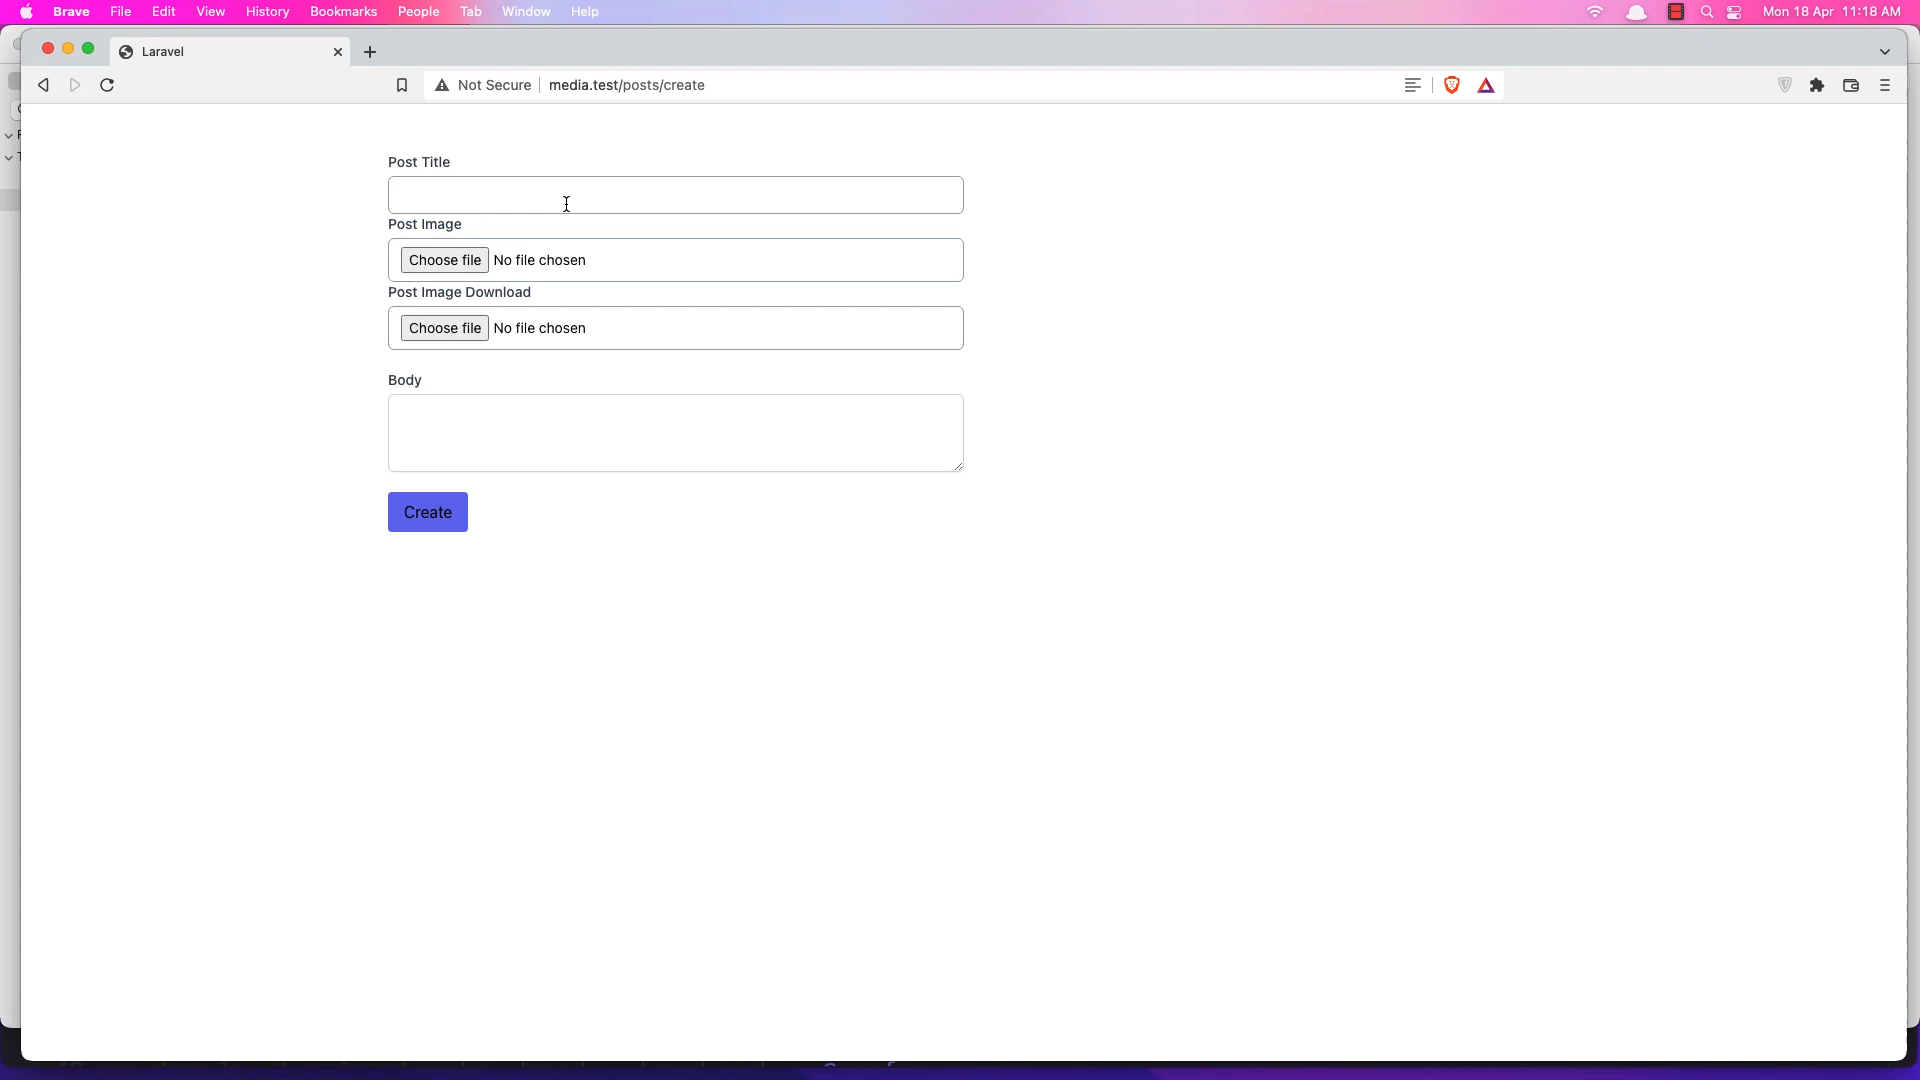 Brave File Edit View History Bookmarks People Tab Window Help Mon 18 Apr 11:18 AM
Laravel
Not Secure media.test/posts/create
Post Title
Post Image
Choose file No file chosen
Post Image Download
Choose file No file chosen
Body
Create